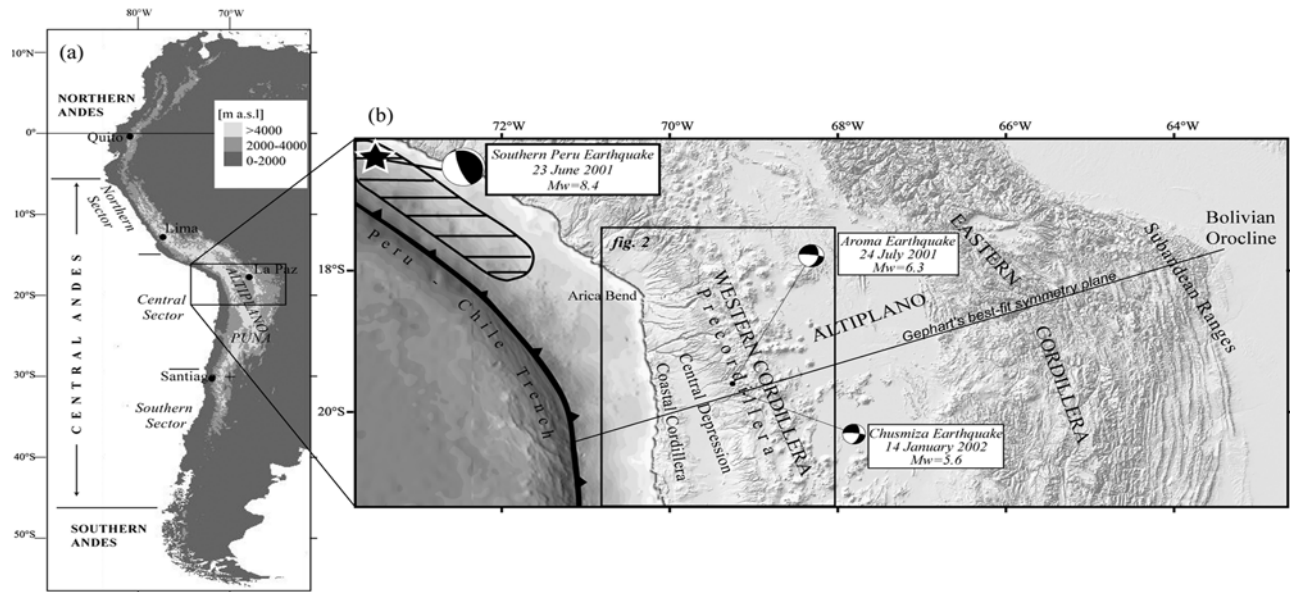 80°W
70°W
(a)
10°N
NORTHERN
ANDES
[m a.s.l]
>4000
2000-4000
0-2000
0°
Quito
Northern
Sector
10°S
Lima
La Paz
ALTIPLANO
20°S
Central
Sector
PUNA
CENTRAL ANDES
30°S
Santiago
Southern
Sector
40°S
SOUTHERN
ANDES
50°S
(b)
72°W
70°W
68°W
66°W
64°W
Southern Peru Earthquake
23 June 2001
Mw=8.4
Peru - Chile Trench
18°S
20°S
Arica Bend
fig. 2
Aroma Earthquake
24 July 2001
Mw=6.3
WESTERN CORDILLERA
Precordillera
Central Depression
Coastal Cordillera
ALTIPLANO
EASTERN
CORDILLERA
Subandean Ranges
Bolivian
Orocline
Gephart's best-fit symmetry plane
Chusmiza Earthquake
14 January 2002
Mw=5.6